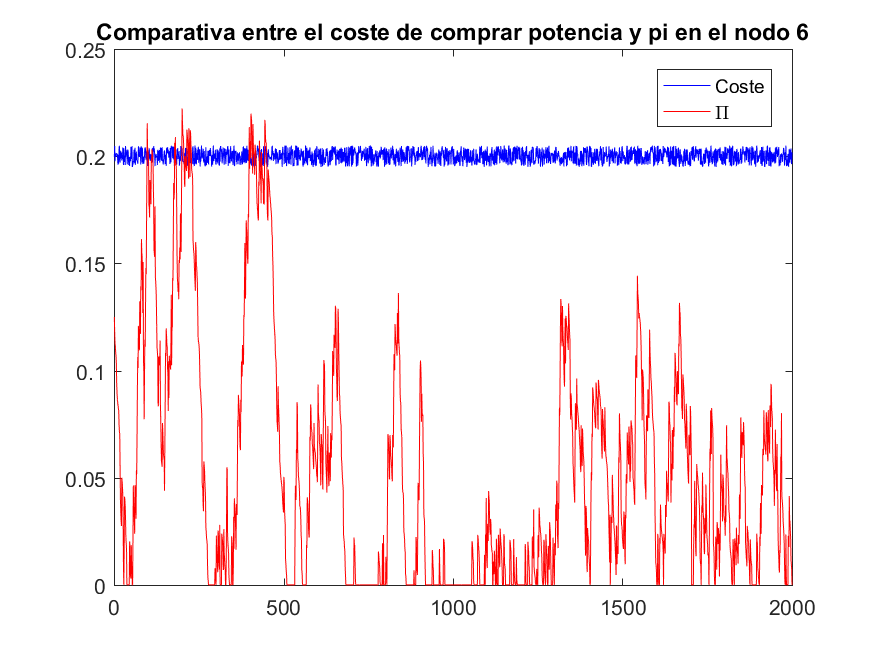 Comparativa entre el coste de comprar potencia y pi en el nodo 6
0.25
0.2
0.15
0.1
0.05
0
0 500 1000 1500 2000
Coste
Π